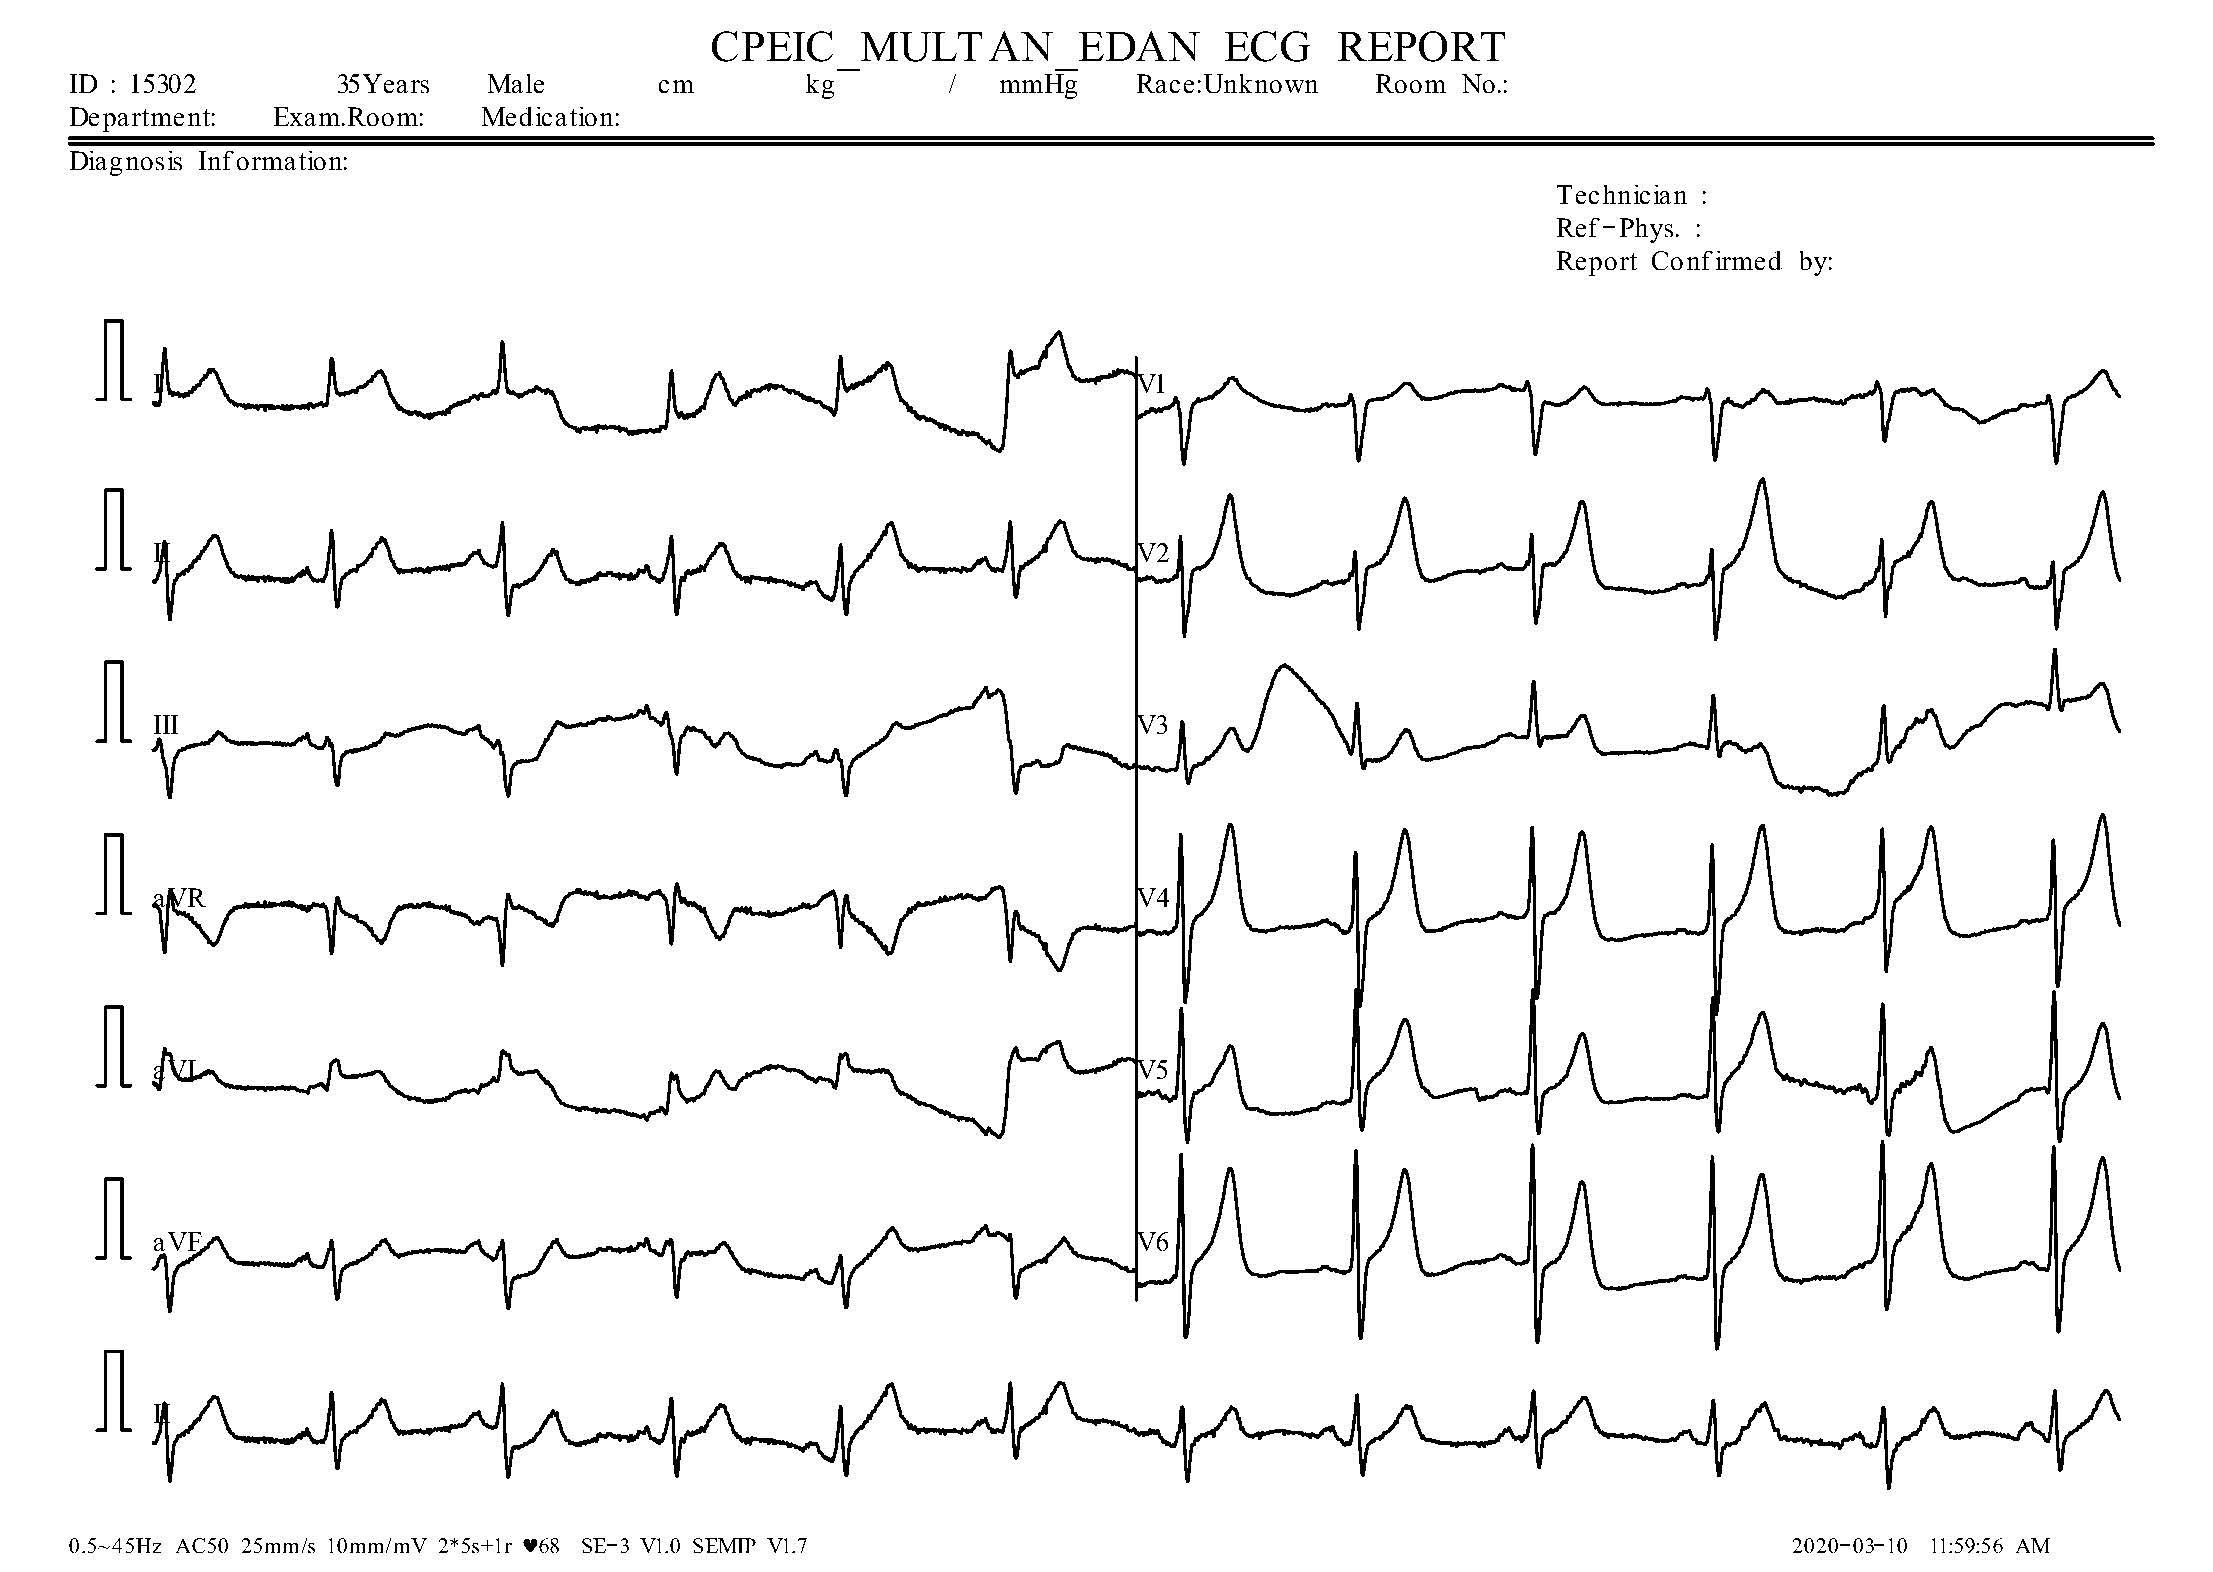 CPEIC_MULTAN_EDAN ECG REPORT
ID : 15302 35Years Male cm kg / mmHg Race:Unknown Room No.:
Department: Exam.Room: Medication:
Diagnosis Information:
Technician :
Ref-Phys. :
Report Confirmed by:
I V1
II V2
III V3
aVR V4
aVL V5
aVF V6
II
0.5~45Hz AC50 25mm/s 10mm/mV 2*5s+1r ♥68 SE-3 V1.0 SEMIP V1.7 2020-03-10 11:59:56 AM